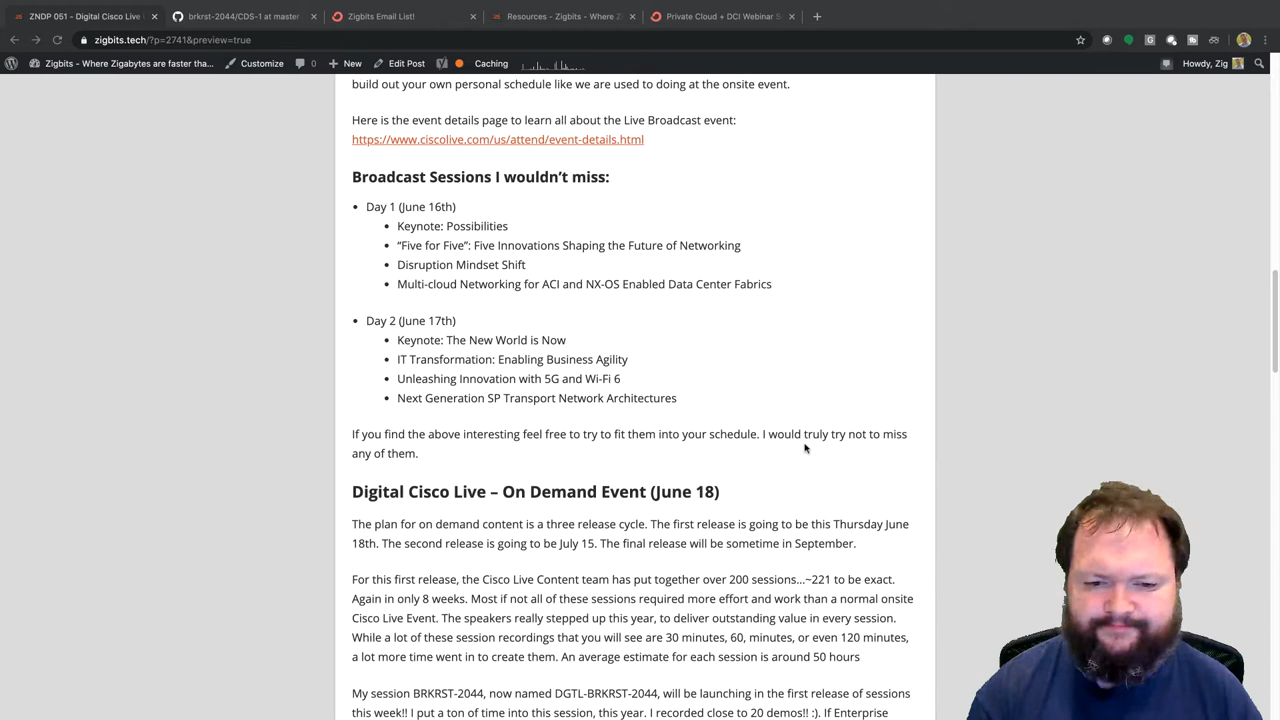 ZNDP 051 - Digital Cisco Live
brkrst-2044/CDS-1 at master
Zigbits Email List!
Resources - Zigbits - Where Z
Private Cloud + DCI Webinar S
zigbits.tech/?p=2741&preview=true
Zigbits - Where Zigabytes are faster tha...
Customize
0
New
Edit Post
Caching
Howdy, Zig
build out your own personal schedule like we are used to doing at the onsite event.
Here is the event details page to learn all about the Live Broadcast event:
https://www.ciscolive.com/us/attend/event-details.html
Broadcast Sessions I wouldn't miss:
• Day 1 (June 16th)
• Keynote: Possibilities
• “Five for Five”: Five Innovations Shaping the Future of Networking
• Disruption Mindset Shift
• Multi-cloud Networking for ACI and NX-OS Enabled Data Center Fabrics
• Day 2 (June 17th)
• Keynote: The New World is Now
• IT Transformation: Enabling Business Agility
• Unleashing Innovation with 5G and Wi-Fi 6
• Next Generation SP Transport Network Architectures
If you find the above interesting feel free to try to fit them into your schedule. I would truly try not to miss
any of them.
Digital Cisco Live – On Demand Event (June 18)
The plan for on demand content is a three release cycle. The first release is going to be this Thursday June
18th. The second release is going to be July 15. The final release will be sometime in September.
For this first release, the Cisco Live Content team has put together over 200 sessions...~221 to be exact.
Again in only 8 weeks. Most if not all of these sessions required more effort and work than a normal onsite
Cisco Live Event. The speakers really stepped up this year, to deliver outstanding value in every session.
While a lot of these session recordings that you will see are 30 minutes, 60, minutes, or even 120 minutes,
a lot more time went in to create them. An average estimate for each session is around 50 hours
My session BRKRST-2044, now named DGTL-BRKRST-2044, will be launching in the first release of sessions
this week!! I put a ton of time into this session, this year. I recorded close to 20 demos!! ;). If Enterprise